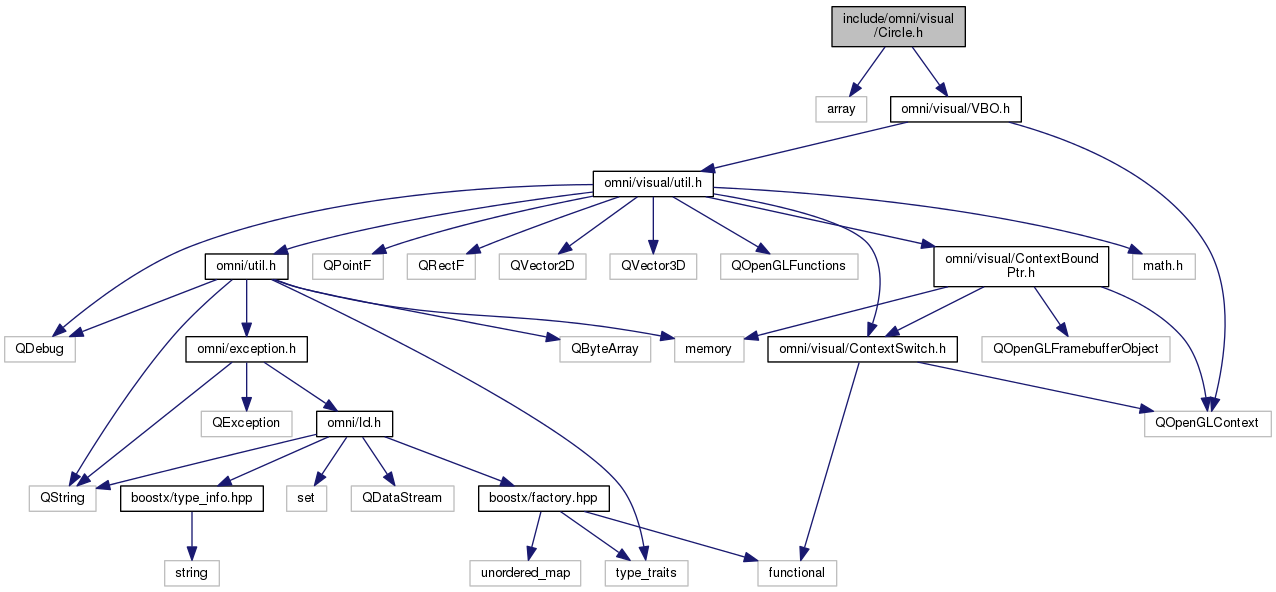 include/omni/visual
/Circle.h
array
omni/visual/VBO.h
omni/visual/util.h
omni/util.h
QPointF
QRectF
QVector2D
QVector3D
QOpenGLFunctions
omni/visual/ContextBound
Ptr.h
math.h
QDebug
omni/exception.h
QByteArray
memory
omni/visual/ContextSwitch.h
QOpenGLFramebufferObject
QException
omni/Id.h
QOpenGLContext
QString
boostx/type_info.hpp
set
QDataStream
boostx/factory.hpp
string
unordered_map
type_traits
functional